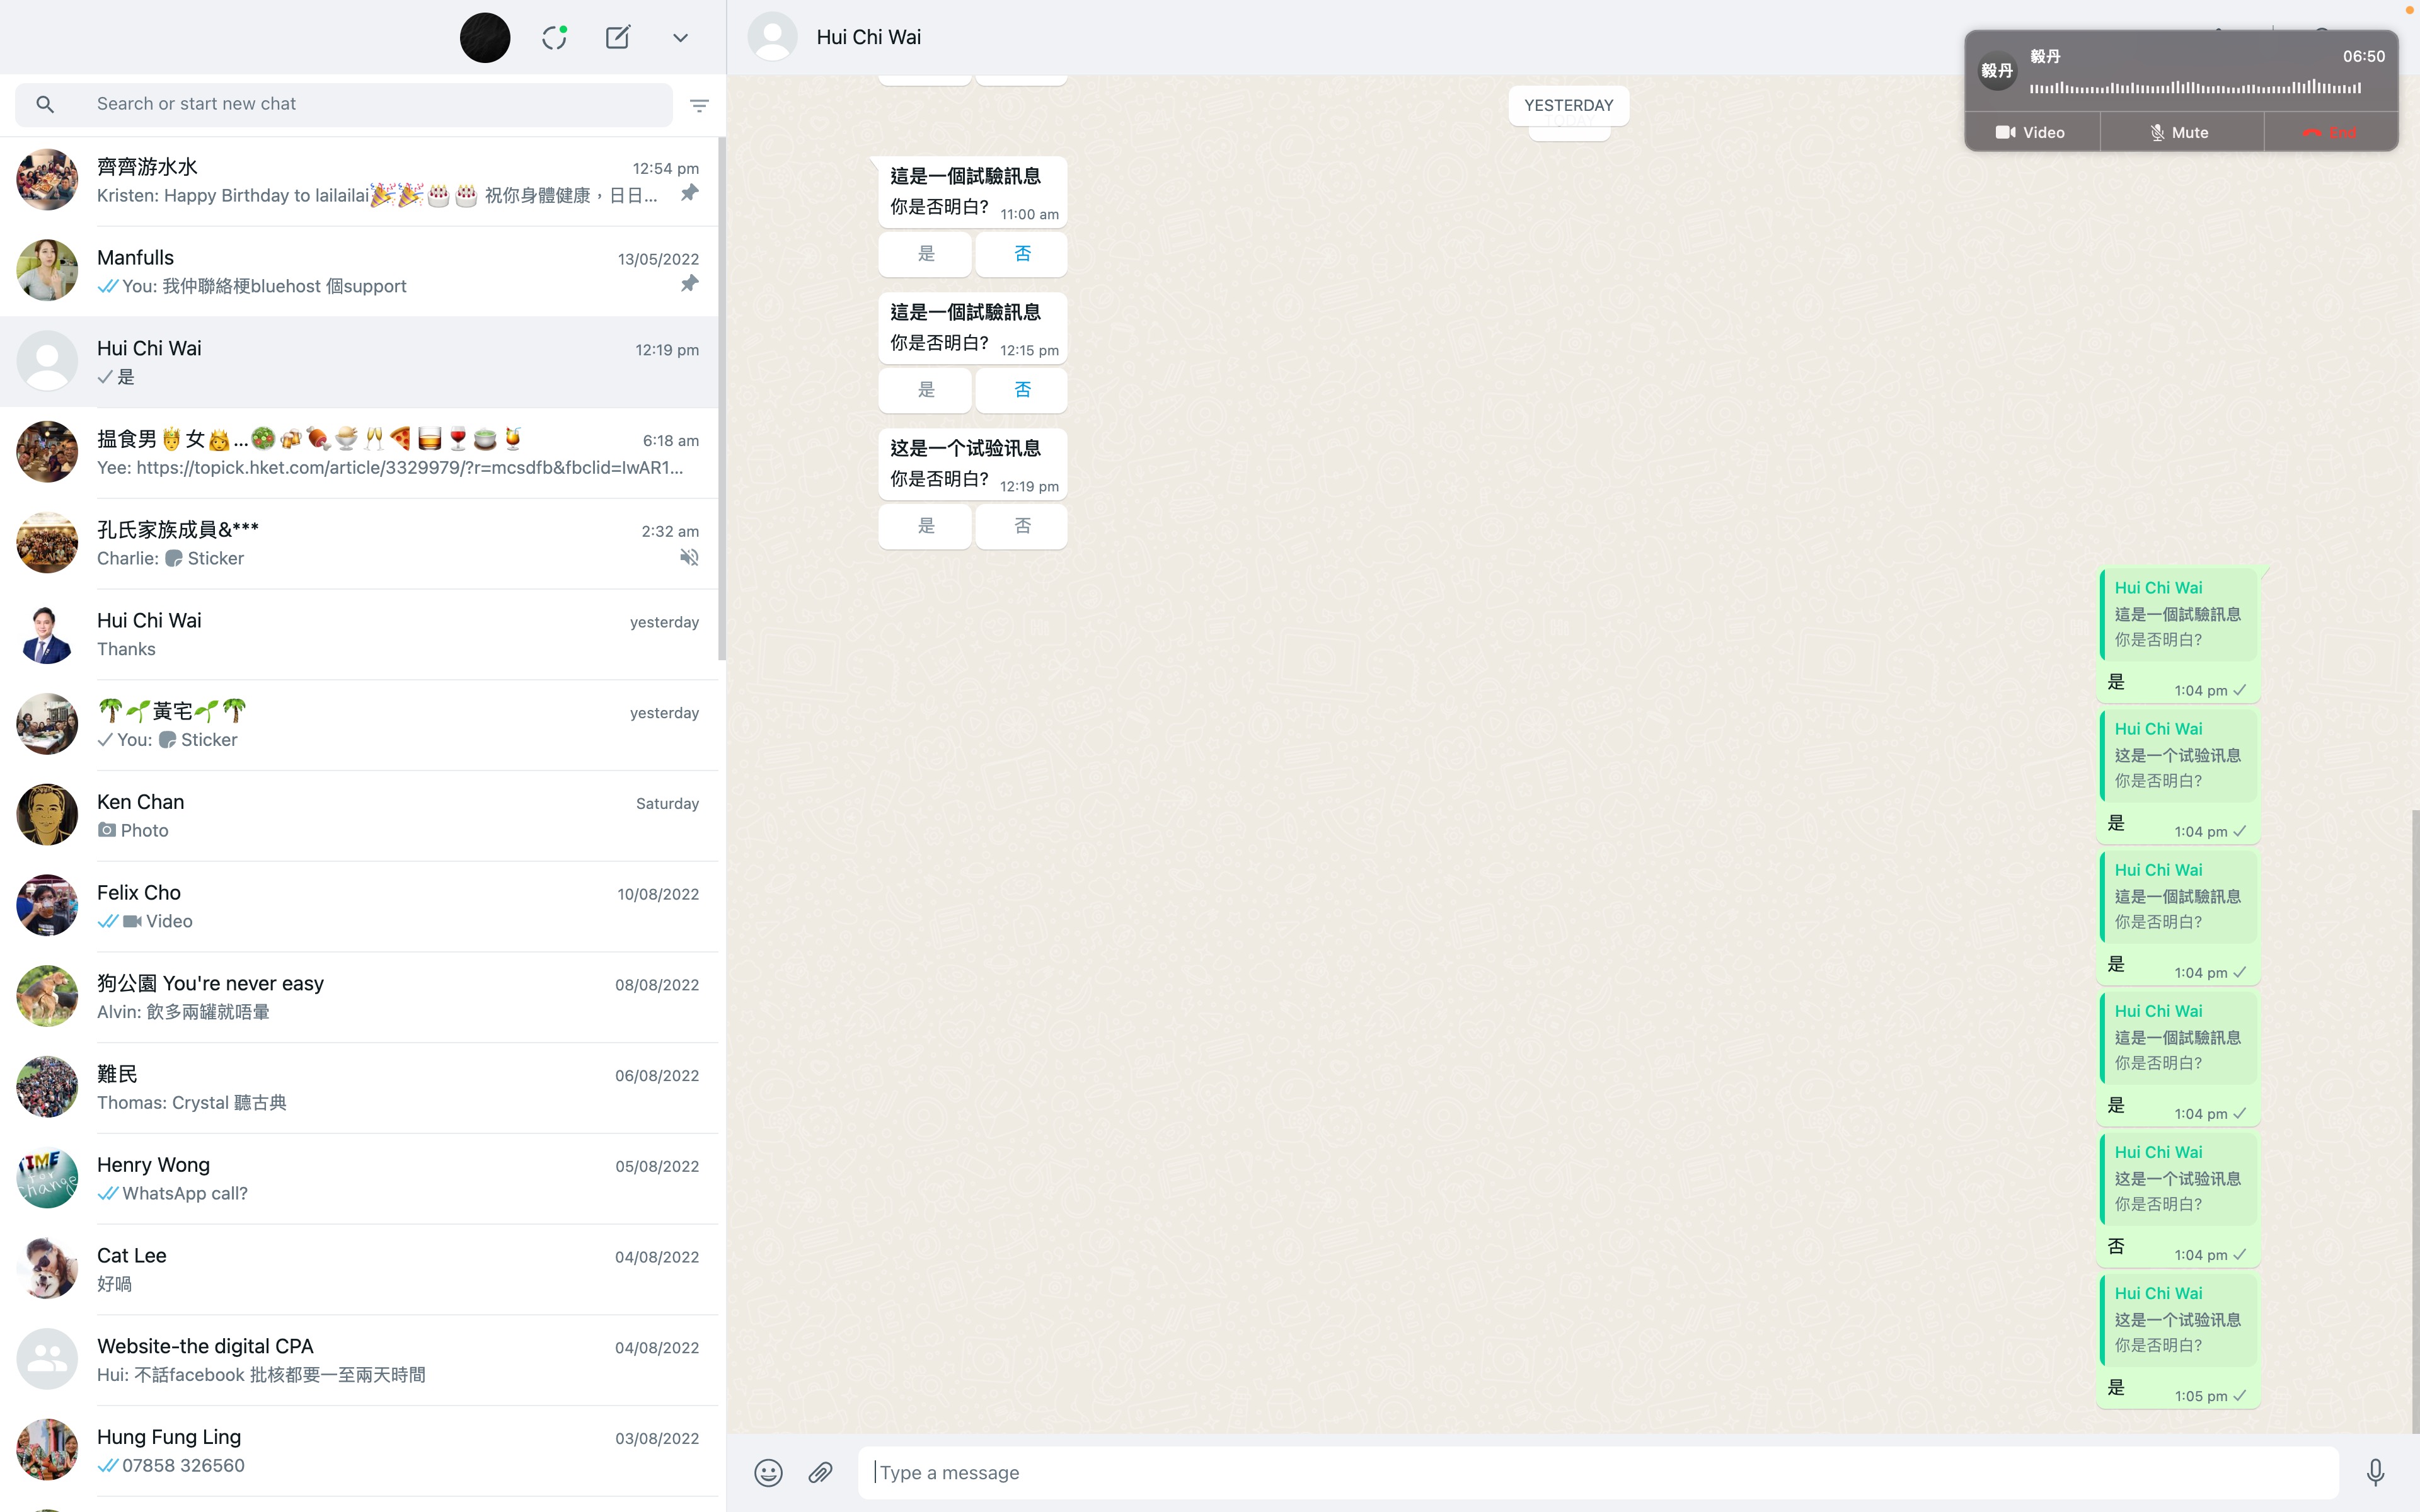 Search or start new chat
齊齊游水水
12:54 pm
Kristen: Happy Birthday to lailailai🎉🎉🎂🎂 祝你身體健康，日日...
Manfulls
13/05/2022
You: 我仲聯絡梗bluehost 個support
Hui Chi Wai
12:19 pm
是
搵食男🤴女👸...🥗🍻🍖🍜🥂🍕🥃🍷🍵🍹
6:18 am
Yee: https://topick.hket.com/article/3329979/?r=mcsdfb&fbclid=IwAR1...
孔氏家族成員&***
2:32 am
Charlie: Sticker
Hui Chi Wai
yesterday
Thanks
🌴🌱黃宅🌱🌴
yesterday
You: Sticker
Ken Chan
Saturday
Photo
Felix Cho
10/08/2022
Video
狗公園 You're never easy
08/08/2022
Alvin: 飲多兩罐就唔暈
難民
06/08/2022
Thomas: Crystal 聽古典
TIME
for
change
Henry Wong
05/08/2022
WhatsApp call?
Cat Lee
04/08/2022
好喎
Website-the digital CPA
04/08/2022
Hui: 不話facebook 批核都要一至兩天時間
Hung Fung Ling
03/08/2022
07858 326560
Hui Chi Wai
毅丹
毅丹
06:50
Video
Mute
End
YESTERDAY
TODAY
這是一個試驗訊息
你是否明白? 11:00 am
是 否
這是一個試驗訊息
你是否明白? 12:15 pm
是 否
这是一个试验讯息
你是否明白? 12:19 pm
是 否
Hui Chi Wai
這是一個試驗訊息
你是否明白?
是 1:04 pm
Hui Chi Wai
这是一个试验讯息
你是否明白?
是 1:04 pm
Hui Chi Wai
這是一個試驗訊息
你是否明白?
是 1:04 pm
Hui Chi Wai
這是一個試驗訊息
你是否明白?
是 1:04 pm
Hui Chi Wai
这是一个试验讯息
你是否明白?
否 1:04 pm
Hui Chi Wai
这是一个试验讯息
你是否明白?
是 1:05 pm
Type a message